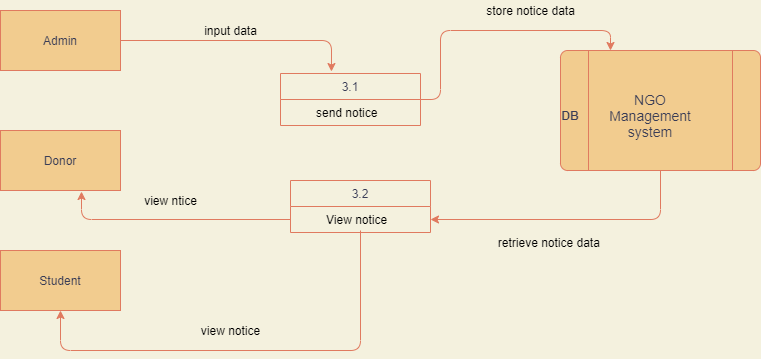 store notice data
input data
Admin
3.1
send notice
NGO
Management
system
DB
Donor
view ntice
3.2
View notice
retrieve notice data
Student
view notice